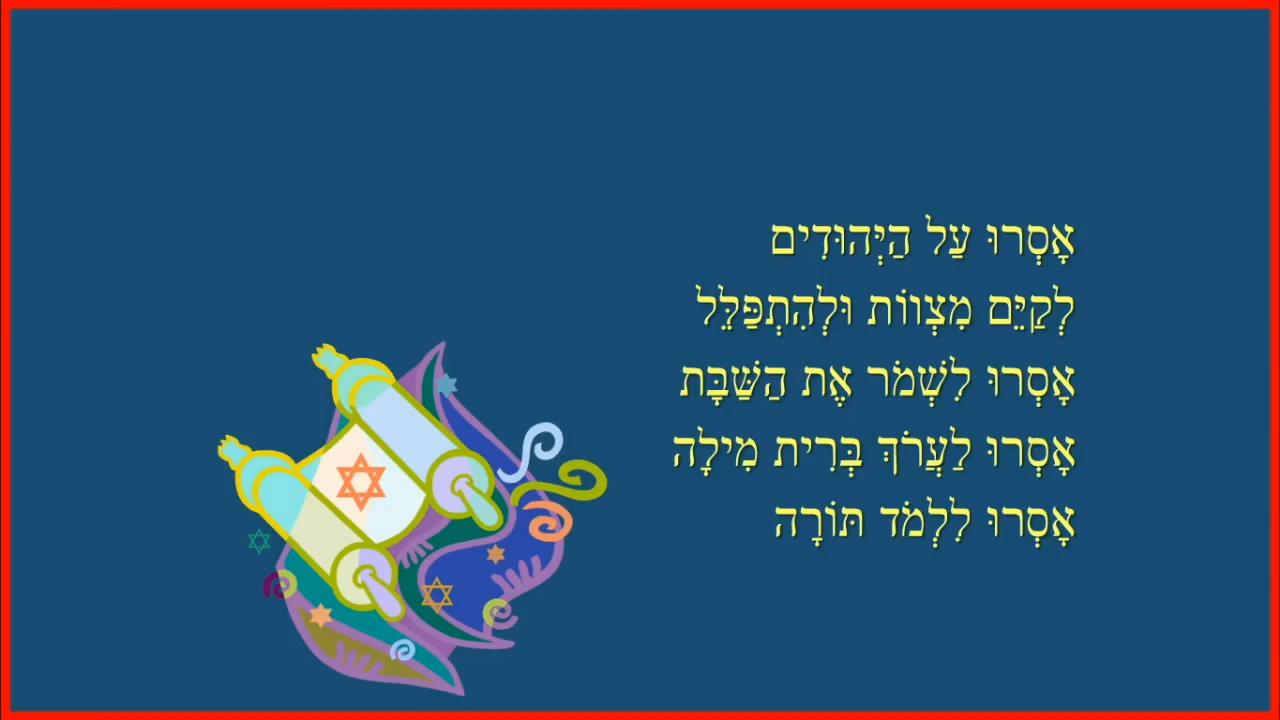 אָסְרוּ עַל הַיְּהוּדִים
לְקַיֵּם מִצְווֹת וּלְהִתְפַּלֵּל
אָסְרוּ לִשְׁמֹר אֶת הַשַּׁבָּת
אָסְרוּ לַעֲרֹךְ בְּרִית מִילָה
אָסְרוּ לִלְמֹד תּוֹרָה